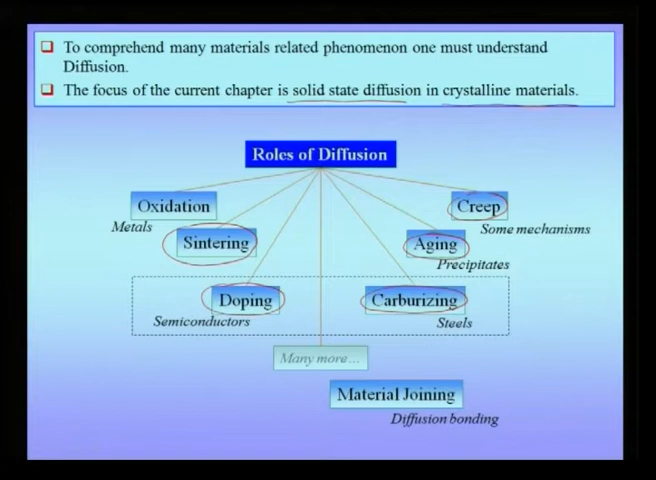 To comprehend many materials related phenomenon one must understand
Diffusion.
The focus of the current chapter is solid state diffusion in crystalline materials.
Roles of Diffusion
Oxidation
Metals
Creep
Some mechanisms
Sintering
Aging
Precipitates
Doping
Semiconductors
Carburizing
Steels
Many more…
Material Joining
Diffusion bonding